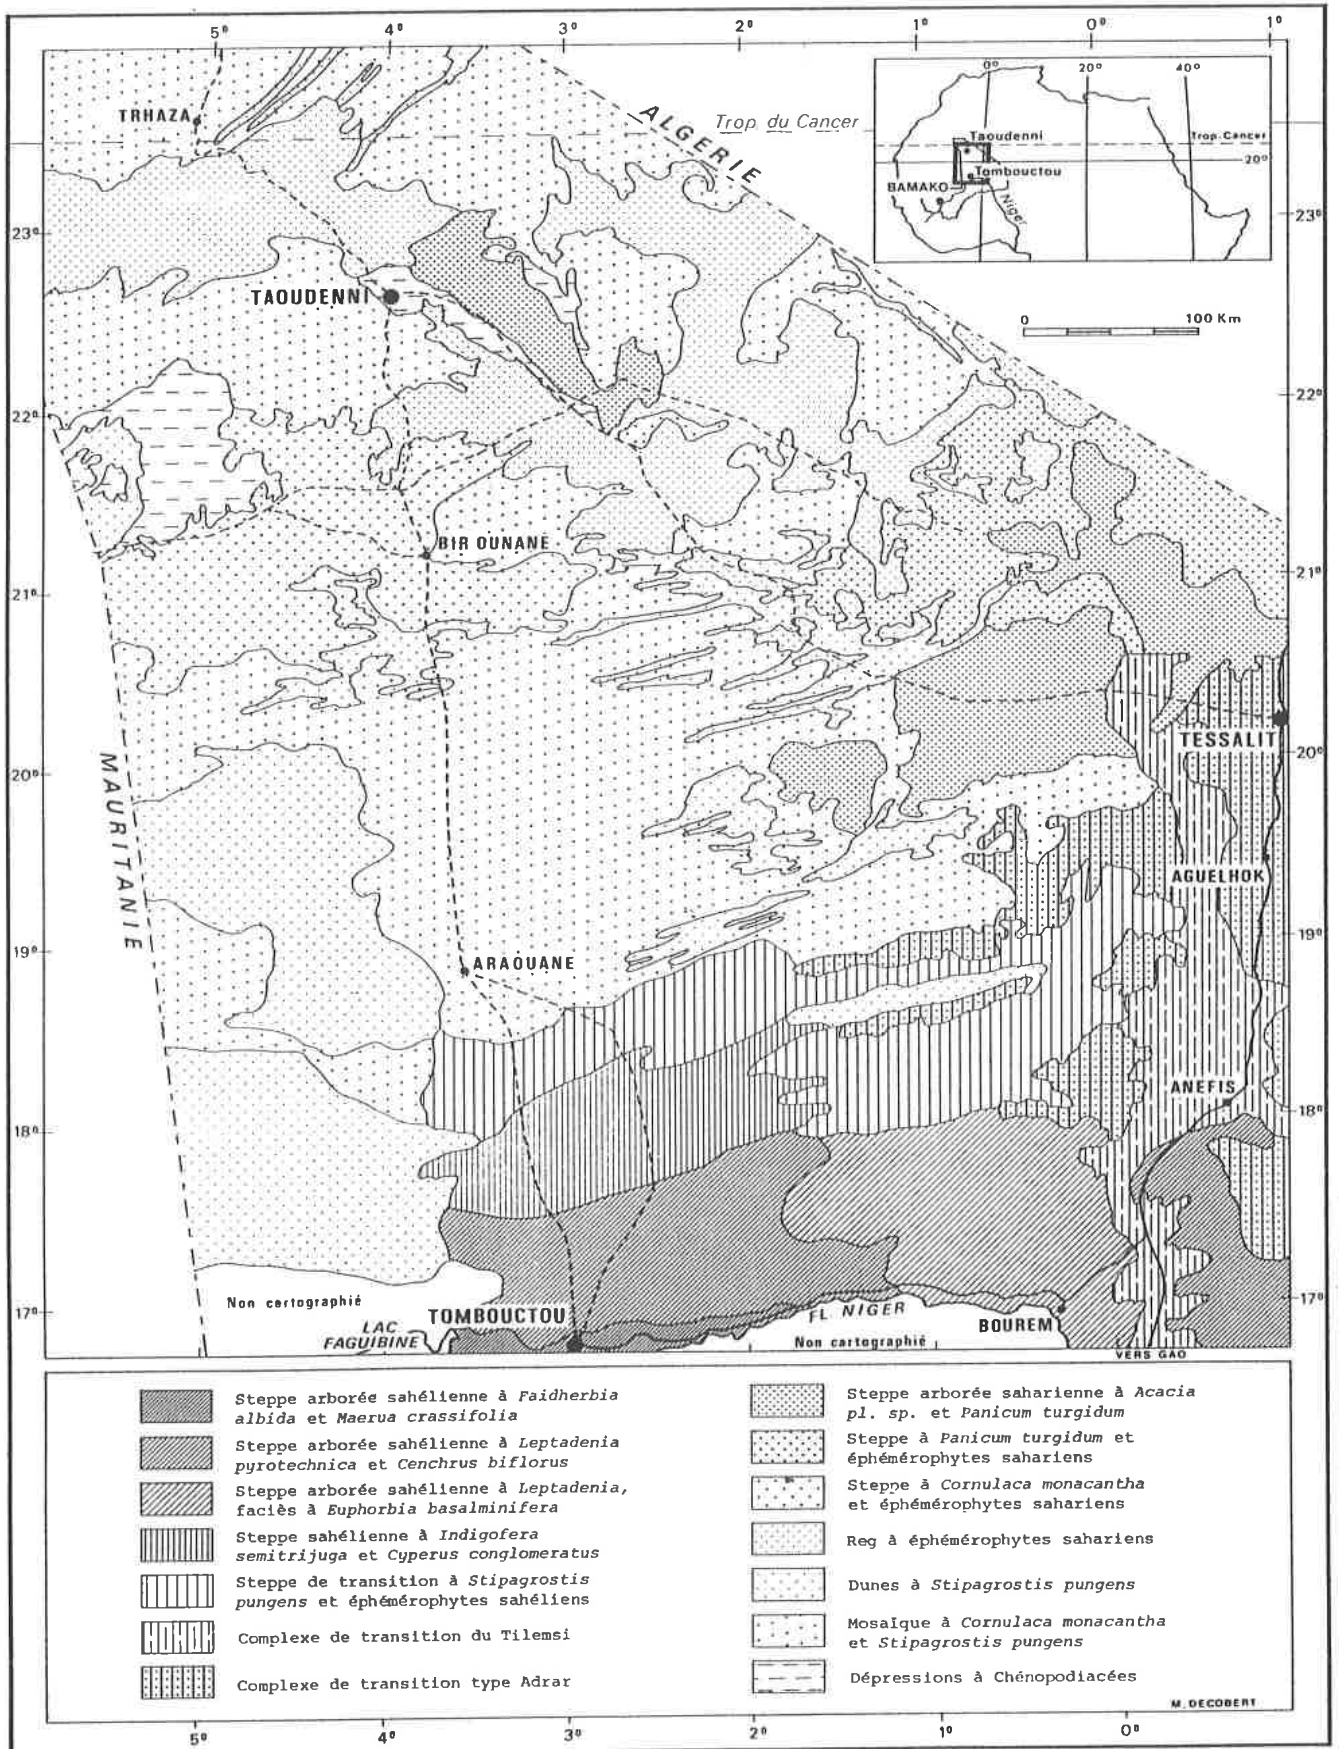 5° 4° 3° 2° 1° 0° 1°
0° 20° 40°
TRHAZA
ALGERIE
Trop du Cancer
Taoudenni
Trop. Cancer
20°
Tombouctou
BAMAKO
Niger
23° 23°
TAOUDENNI
0 100 Km
22° 22°
BIR OUNANE
21° 21°
TESSALIT
MAURITANIE
20° 20°
AGUELHOK
19° 19°
ARAOUANE
ANEFIS
18° 18°
Non cartographié
17° 17°
TOMBOUCTOU
FL. NIGER
LAC
FAGUIBINE
BOUREM
Non cartographié
VERS GAO
Steppe arborée sahélienne à Faidherbia
albida et Maerua crassifolia
Steppe arborée sahélienne à Leptadenia
pyrotechnica et Cenchrus biflorus
Steppe arborée sahélienne à Leptadenia,
faciès à Euphorbia basalminifera
Steppe sahélienne à Indigofera
semitrijuga et Cyperus conglomeratus
Steppe de transition à Stipagrostis
pungens et éphémérophytes sahéliens
Complexe de transition du Tilemsi
Complexe de transition type Adrar
Steppe arborée saharienne à Acacia
pl. sp. et Panicum turgidum
Steppe à Panicum turgidum et
éphémérophytes sahariens
Steppe à Cornulaca monacantha
et éphémérophytes sahariens
Reg à éphémérophytes sahariens
Dunes à Stipagrostis pungens
Mosaïque à Cornulaca monacantha
et Stipagrostis pungens
Dépressions à Chénopodiacées
M. DECOBERT
5° 4° 3° 2° 1° 0°